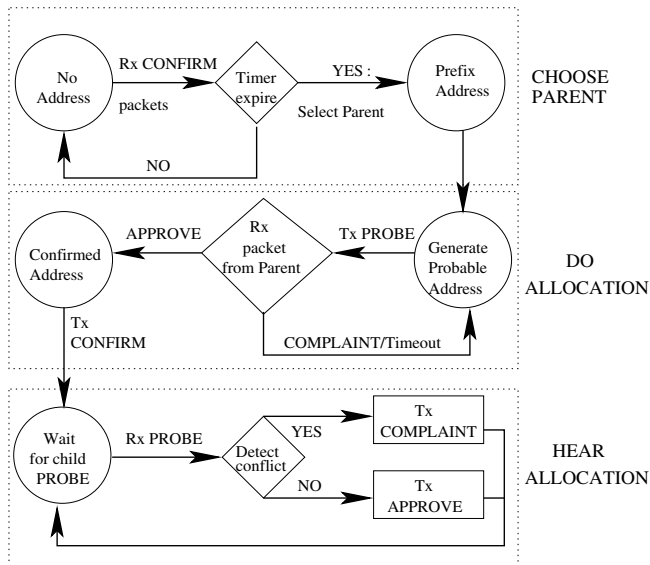 No
Address
Rx CONFIRM
packets
Timer
expire
YES :
Select Parent
Prefix
Address
CHOOSE
PARENT
NO
Confirmed
Address
APPROVE
Rx
packet
from Parent
Tx PROBE
Generate
Probable
Address
DO
ALLOCATION
COMPLAINT/Timeout
Tx
CONFIRM
Wait
for child
PROBE
Rx PROBE
Detect
conflict
YES
Tx
COMPLAINT
NO
Tx
APPROVE
HEAR
ALLOCATION